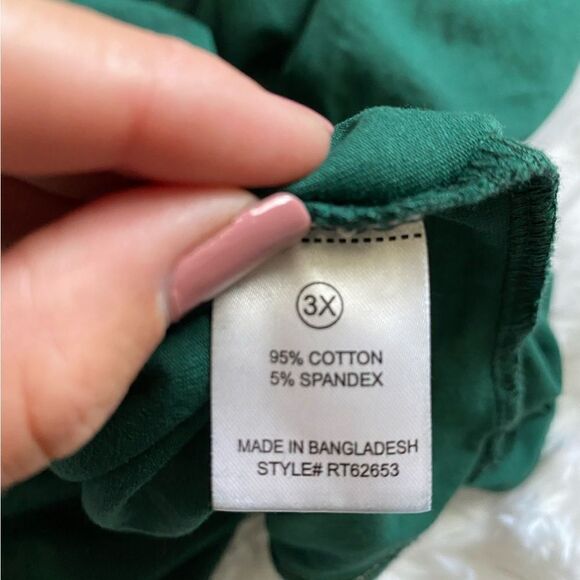 3X
95% COTTON
5% SPANDEX
MADE IN BANGLADESH
STYLE# RT62653